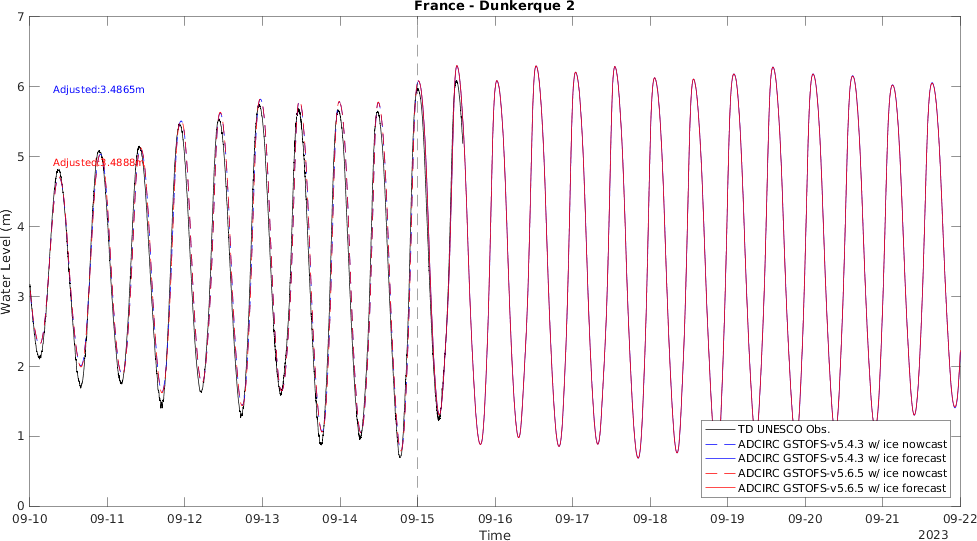 France - Dunkerque 2
7
6
5
4
3
2
1
0
Water Level (m)
Adjusted:3.4865m
Adjusted:3.4888m
TD UNESCO Obs.
ADCIRC GSTOFS-v5.4.3 w/ ice nowcast
ADCIRC GSTOFS-v5.4.3 w/ ice forecast
ADCIRC GSTOFS-v5.6.5 w/ ice nowcast
ADCIRC GSTOFS-v5.6.5 w/ ice forecast
09-10 09-11 09-12 09-13 09-14 09-15 09-16 09-17 09-18 09-19 09-20 09-21 09-22
Time
2023